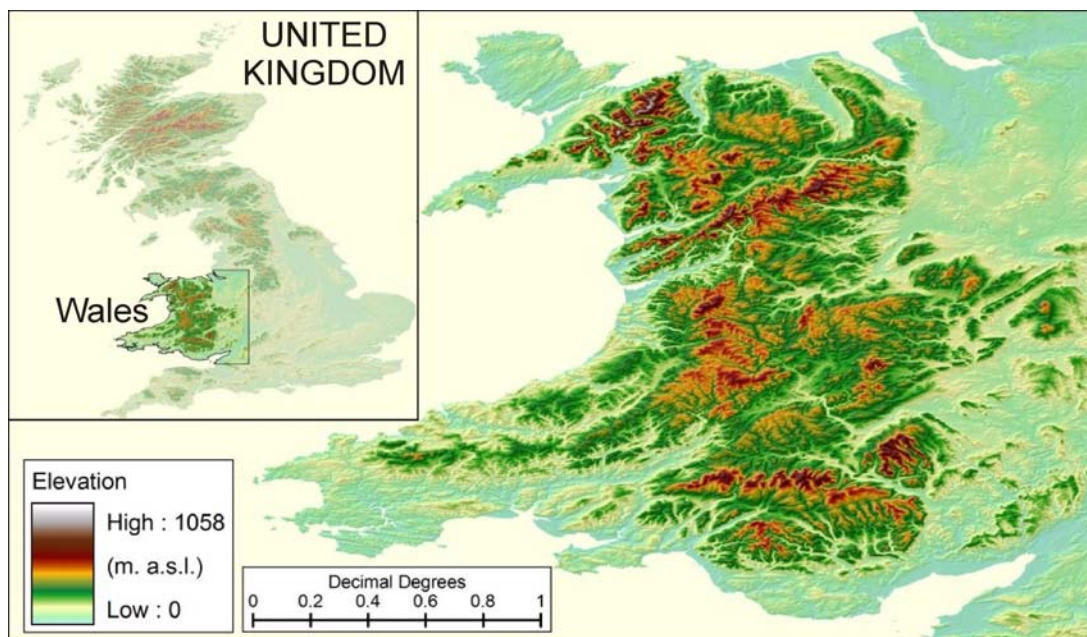 UNITED
KINGDOM
Wales
Elevation
High : 1058
(m. a.s.l.)
Low : 0
Decimal Degrees
0 0.2 0.4 0.6 0.8 1